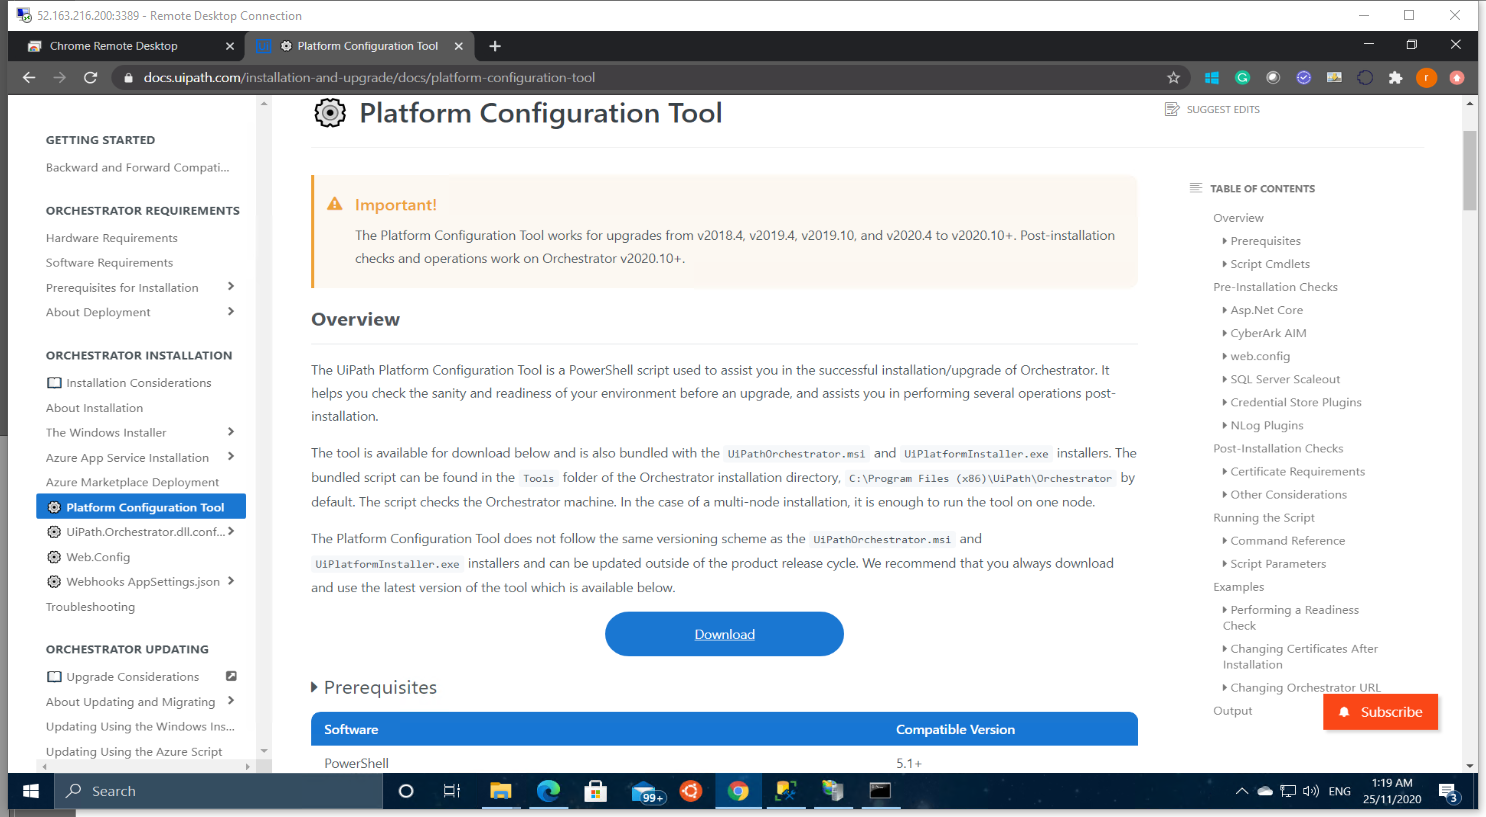 52.163.216.200:3389 - Remote Desktop Connection
Chrome Remote Desktop
Platform Configuration Tool
docs.uipath.com/installation-and-upgrade/docs/platform-configuration-tool
r
GETTING STARTED
Backward and Forward Compati...
ORCHESTRATOR REQUIREMENTS
Hardware Requirements
Software Requirements
Prerequisites for Installation
About Deployment
ORCHESTRATOR INSTALLATION
Installation Considerations
About Installation
The Windows Installer
Azure App Service Installation
Azure Marketplace Deployment
Platform Configuration Tool
UiPath.Orchestrator.dll.conf...
Web.Config
Webhooks AppSettings.json
Troubleshooting
ORCHESTRATOR UPDATING
Upgrade Considerations
About Updating and Migrating
Updating Using the Windows Ins...
Updating Using the Azure Script
Platform Configuration Tool
SUGGEST EDITS
Important!
The Platform Configuration Tool works for upgrades from v2018.4, v2019.4, v2019.10, and v2020.4 to v2020.10+. Post-installation
checks and operations work on Orchestrator v2020.10+.
Overview
The UiPath Platform Configuration Tool is a PowerShell script used to assist you in the successful installation/upgrade of Orchestrator. It
helps you check the sanity and readiness of your environment before an upgrade, and assists you in performing several operations post-
installation.
The tool is available for download below and is also bundled with the UiPathOrchestrator.msi and UiPlatformInstaller.exe installers. The
bundled script can be found in the Tools folder of the Orchestrator installation directory, C:\Program Files (x86)\UiPath\Orchestrator by
default. The script checks the Orchestrator machine. In the case of a multi-node installation, it is enough to run the tool on one node.
The Platform Configuration Tool does not follow the same versioning scheme as the UiPathOrchestrator.msi and
UiPlatformInstaller.exe installers and can be updated outside of the product release cycle. We recommend that you always download
and use the latest version of the tool which is available below.
Download
Prerequisites
Software Compatible Version
PowerShell 5.1+
TABLE OF CONTENTS
Overview
Prerequisites
Script Cmdlets
Pre-Installation Checks
Asp.Net Core
CyberArk AIM
web.config
SQL Server Scaleout
Credential Store Plugins
NLog Plugins
Post-Installation Checks
Certificate Requirements
Other Considerations
Running the Script
Command Reference
Script Parameters
Examples
Performing a Readiness
Check
Changing Certificates After
Installation
Changing Orchestrator URL
Output
Subscribe
Search
99+
ENG
1:19 AM
25/11/2020
3